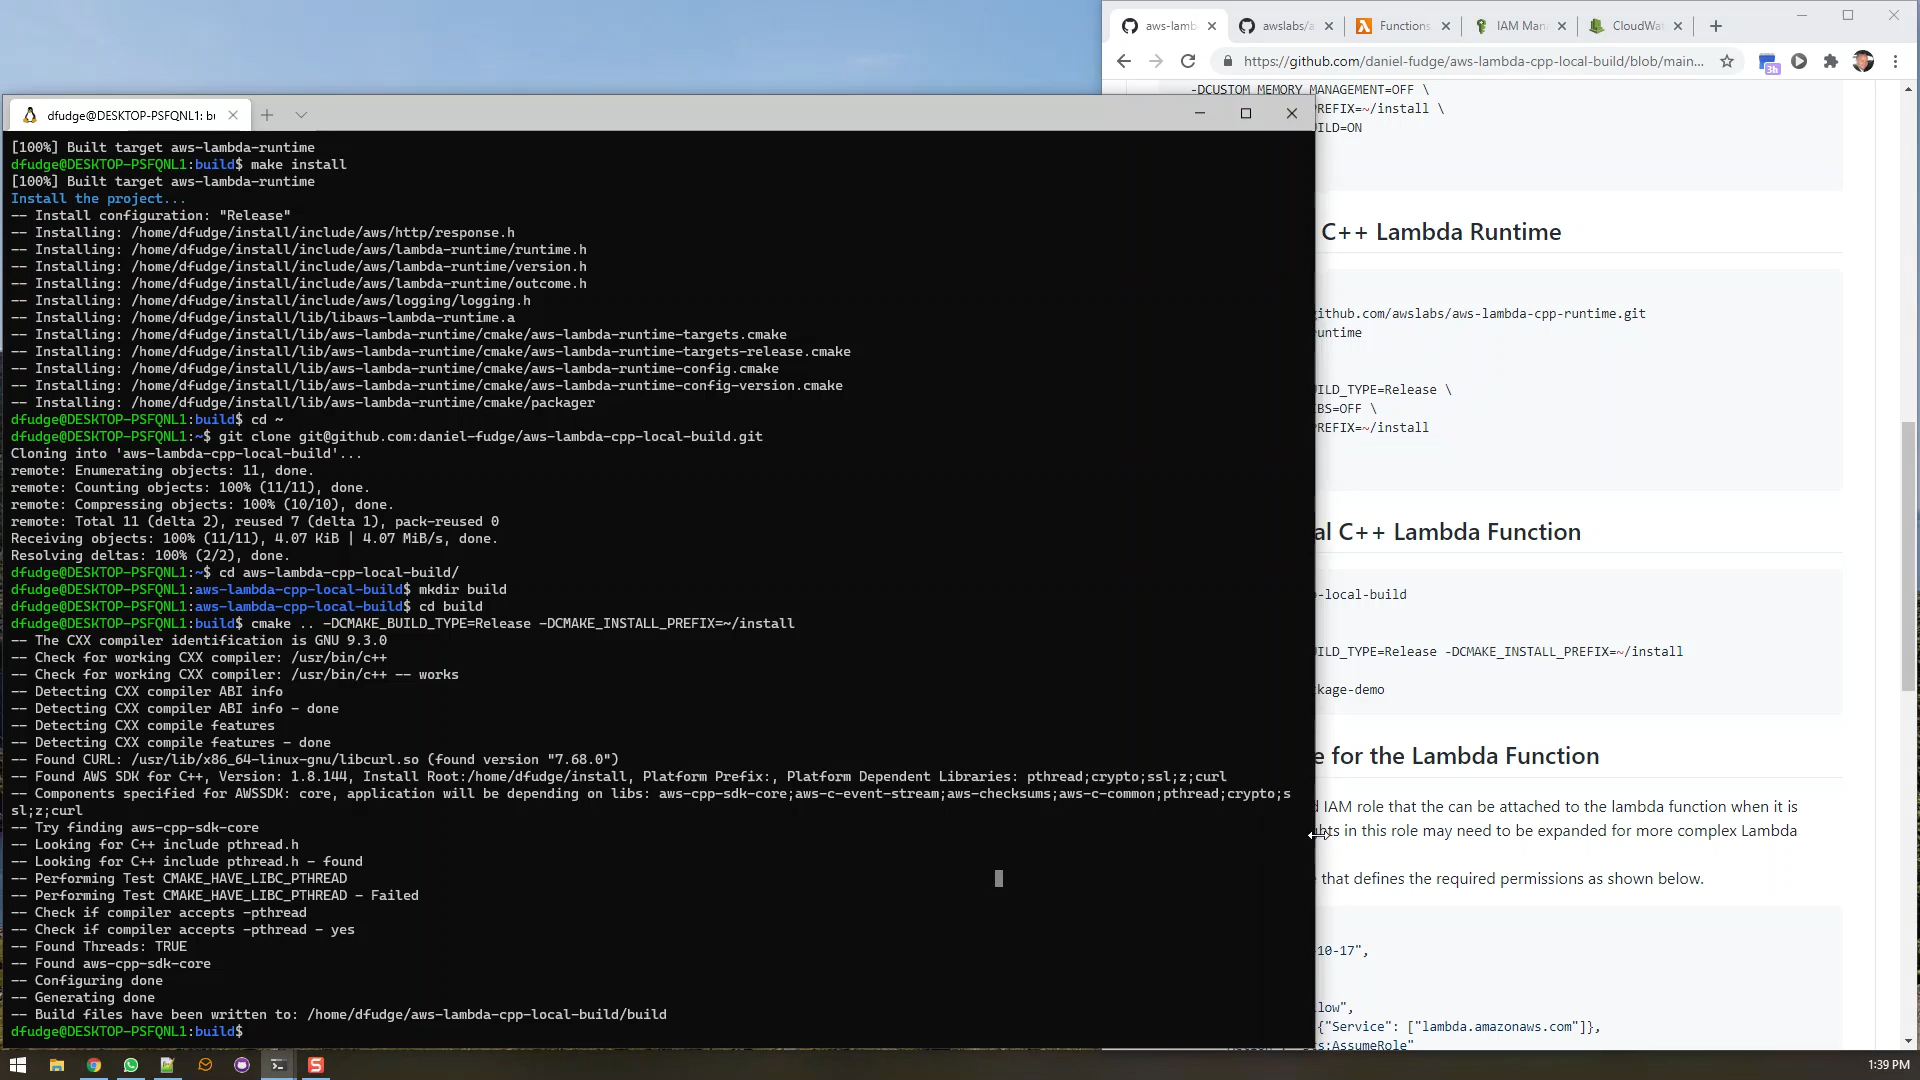 dfudge@DESKTOP-PSFQNL1: bu
[100%] Built target aws-lambda-runtime
dfudge@DESKTOP-PSFQNL1:build$ make install
[100%] Built target aws-lambda-runtime
Install the project...
-- Install configuration: "Release"
-- Installing: /home/dfudge/install/include/aws/http/response.h
-- Installing: /home/dfudge/install/include/aws/lambda-runtime/runtime.h
-- Installing: /home/dfudge/install/include/aws/lambda-runtime/version.h
-- Installing: /home/dfudge/install/include/aws/lambda-runtime/outcome.h
-- Installing: /home/dfudge/install/include/aws/logging/logging.h
-- Installing: /home/dfudge/install/lib/libaws-lambda-runtime.a
-- Installing: /home/dfudge/install/lib/aws-lambda-runtime/cmake/aws-lambda-runtime-targets.cmake
-- Installing: /home/dfudge/install/lib/aws-lambda-runtime/cmake/aws-lambda-runtime-targets-release.cmake
-- Installing: /home/dfudge/install/lib/aws-lambda-runtime/cmake/aws-lambda-runtime-config.cmake
-- Installing: /home/dfudge/install/lib/aws-lambda-runtime/cmake/aws-lambda-runtime-config-version.cmake
-- Installing: /home/dfudge/install/lib/aws-lambda-runtime/cmake/packager
dfudge@DESKTOP-PSFQNL1:build$ cd ~
dfudge@DESKTOP-PSFQNL1:~$ git clone git@github.com:daniel-fudge/aws-lambda-cpp-local-build.git
Cloning into 'aws-lambda-cpp-local-build'...
remote: Enumerating objects: 11, done.
remote: Counting objects: 100% (11/11), done.
remote: Compressing objects: 100% (10/10), done.
remote: Total 11 (delta 2), reused 7 (delta 1), pack-reused 0
Receiving objects: 100% (11/11), 4.07 KiB | 4.07 MiB/s, done.
Resolving deltas: 100% (2/2), done.
dfudge@DESKTOP-PSFQNL1:~$ cd aws-lambda-cpp-local-build/
dfudge@DESKTOP-PSFQNL1:aws-lambda-cpp-local-build$ mkdir build
dfudge@DESKTOP-PSFQNL1:aws-lambda-cpp-local-build$ cd build
dfudge@DESKTOP-PSFQNL1:build$ cmake .. -DCMAKE_BUILD_TYPE=Release -DCMAKE_INSTALL_PREFIX=~/install
-- The CXX compiler identification is GNU 9.3.0
-- Check for working CXX compiler: /usr/bin/c++
-- Check for working CXX compiler: /usr/bin/c++ -- works
-- Detecting CXX compiler ABI info
-- Detecting CXX compiler ABI info - done
-- Detecting CXX compile features
-- Detecting CXX compile features - done
-- Found CURL: /usr/lib/x86_64-linux-gnu/libcurl.so (found version "7.68.0")
-- Found AWS SDK for C++, Version: 1.8.144, Install Root:/home/dfudge/install, Platform Prefix:, Platform Dependent Libraries: pthread;crypto;ssl;z;curl
-- Components specified for AWSSDK: core, application will be depending on libs: aws-cpp-sdk-core;aws-c-event-stream;aws-checksums;aws-c-common;pthread;crypto;s
sl;z;curl
-- Try finding aws-cpp-sdk-core
-- Looking for C++ include pthread.h
-- Looking for C++ include pthread.h - found
-- Performing Test CMAKE_HAVE_LIBC_PTHREAD
-- Performing Test CMAKE_HAVE_LIBC_PTHREAD - Failed
-- Check if compiler accepts -pthread
-- Check if compiler accepts -pthread - yes
-- Found Threads: TRUE
-- Found aws-cpp-sdk-core
-- Configuring done
-- Generating done
-- Build files have been written to: /home/dfudge/aws-lambda-cpp-local-build/build
dfudge@DESKTOP-PSFQNL1:build$
aws-lamb awslabs/a Functions IAM Man CloudWat
https://github.com/daniel-fudge/aws-lambda-cpp-local-build/blob/main...
3h
-DCUSTOM_MEMORY_MANAGEMENT=OFF \
REFIX=~/install \
ILD=ON
C++ Lambda Runtime
ithub.com/awslabs/aws-lambda-cpp-runtime.git
untime
UILD_TYPE=Release \
BS=OFF \
REFIX=~/install
al C++ Lambda Function
-local-build
UILD_TYPE=Release -DCMAKE_INSTALL_PREFIX=~/install
kage-demo
e for the Lambda Function
IAM role that the can be attached to the lambda function when it is
in this role may need to be expanded for more complex Lambda
e that defines the required permissions as shown below.
10-17",
low",
{"Service": ["lambda.amazonaws.com"]},
s:AssumeRole"
1:39 PM